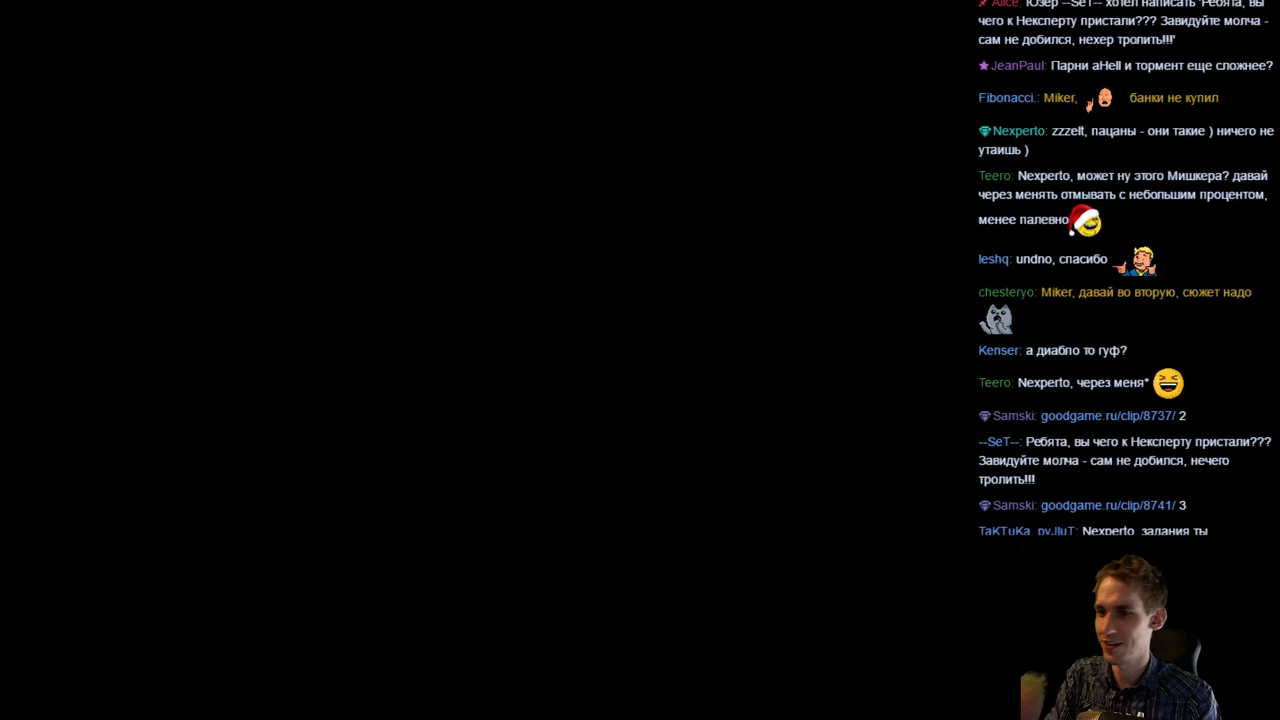 Alice: Юзер --SeT-- хотел написать 'Ребята, вы
чего к Нексперту пристали??? Завидуйте молча -
сам не добился, нехер тролить!!!'
JeanPaul: Парни aHell и тормент еще сложнее?
Fibonacci.: Miker, банки не купил
Nexperto: zzzelt, пацаны - они такие ) ничего не
утаишь )
Teero: Nexperto, может ну этого Мишкера? давай
через менять отмывать с небольшим процентом,
менее палевно
leshq: undno, спасибо
chesteryo: Miker, давай во вторую, сюжет надо
Kenser: а диабло то гуф?
Teero: Nexperto, через меня*
Samski: goodgame.ru/clip/8737/ 2
--SeT--: Ребята, вы чего к Нексперту пристали???
Завидуйте молча - сам не добился, нечего
тролить!!!
Samski: goodgame.ru/clip/8741/ 3
TaKTuKa_pyJIuT: Nexperto, задания ты